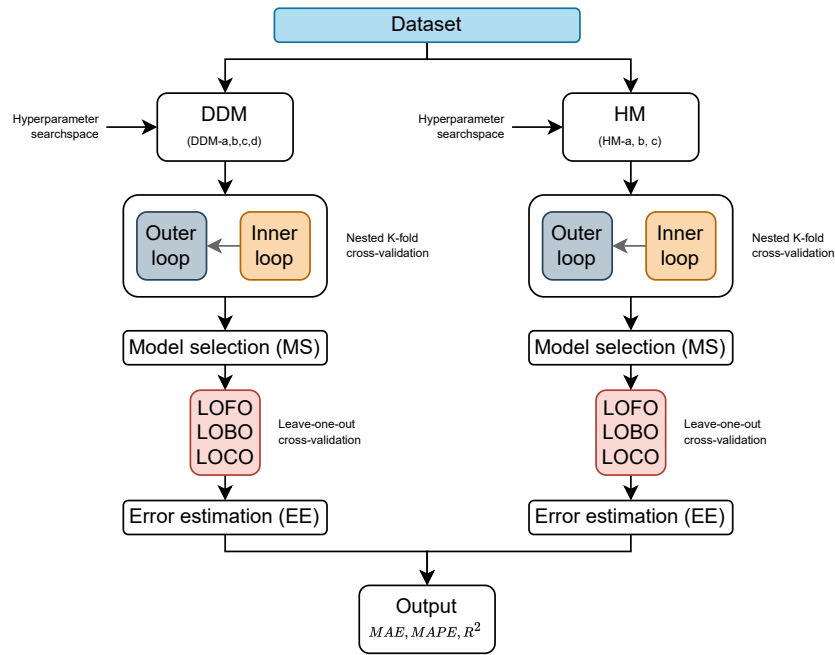 Dataset
Hyperparameter
searchspace
DDM
(DDM-a,b,c,d)
Hyperparameter
searchspace
HM
(HM-a, b, c)
Outer
loop
Inner
loop
Nested K-fold
cross-validation
Outer
loop
Inner
loop
Nested K-fold
cross-validation
Model selection (MS)
Model selection (MS)
LOFO
LOBO
LOCO
Leave-one-out
cross-validation
LOFO
LOBO
LOCO
Leave-one-out
cross-validation
Error estimation (EE)
Error estimation (EE)
Output
MAE, MAPE, R²